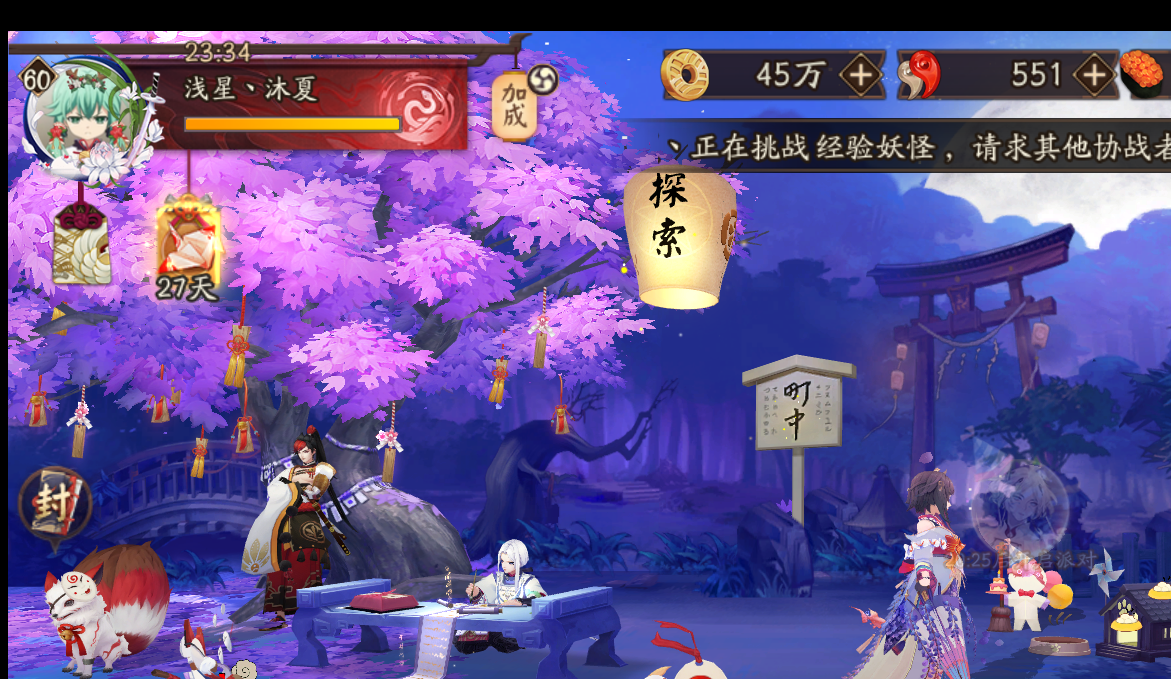 23:34
60
浅星、沐夏
加成
45万
551
、正在挑战 经验妖怪，请求其他协战者
探索
27天
町中
封